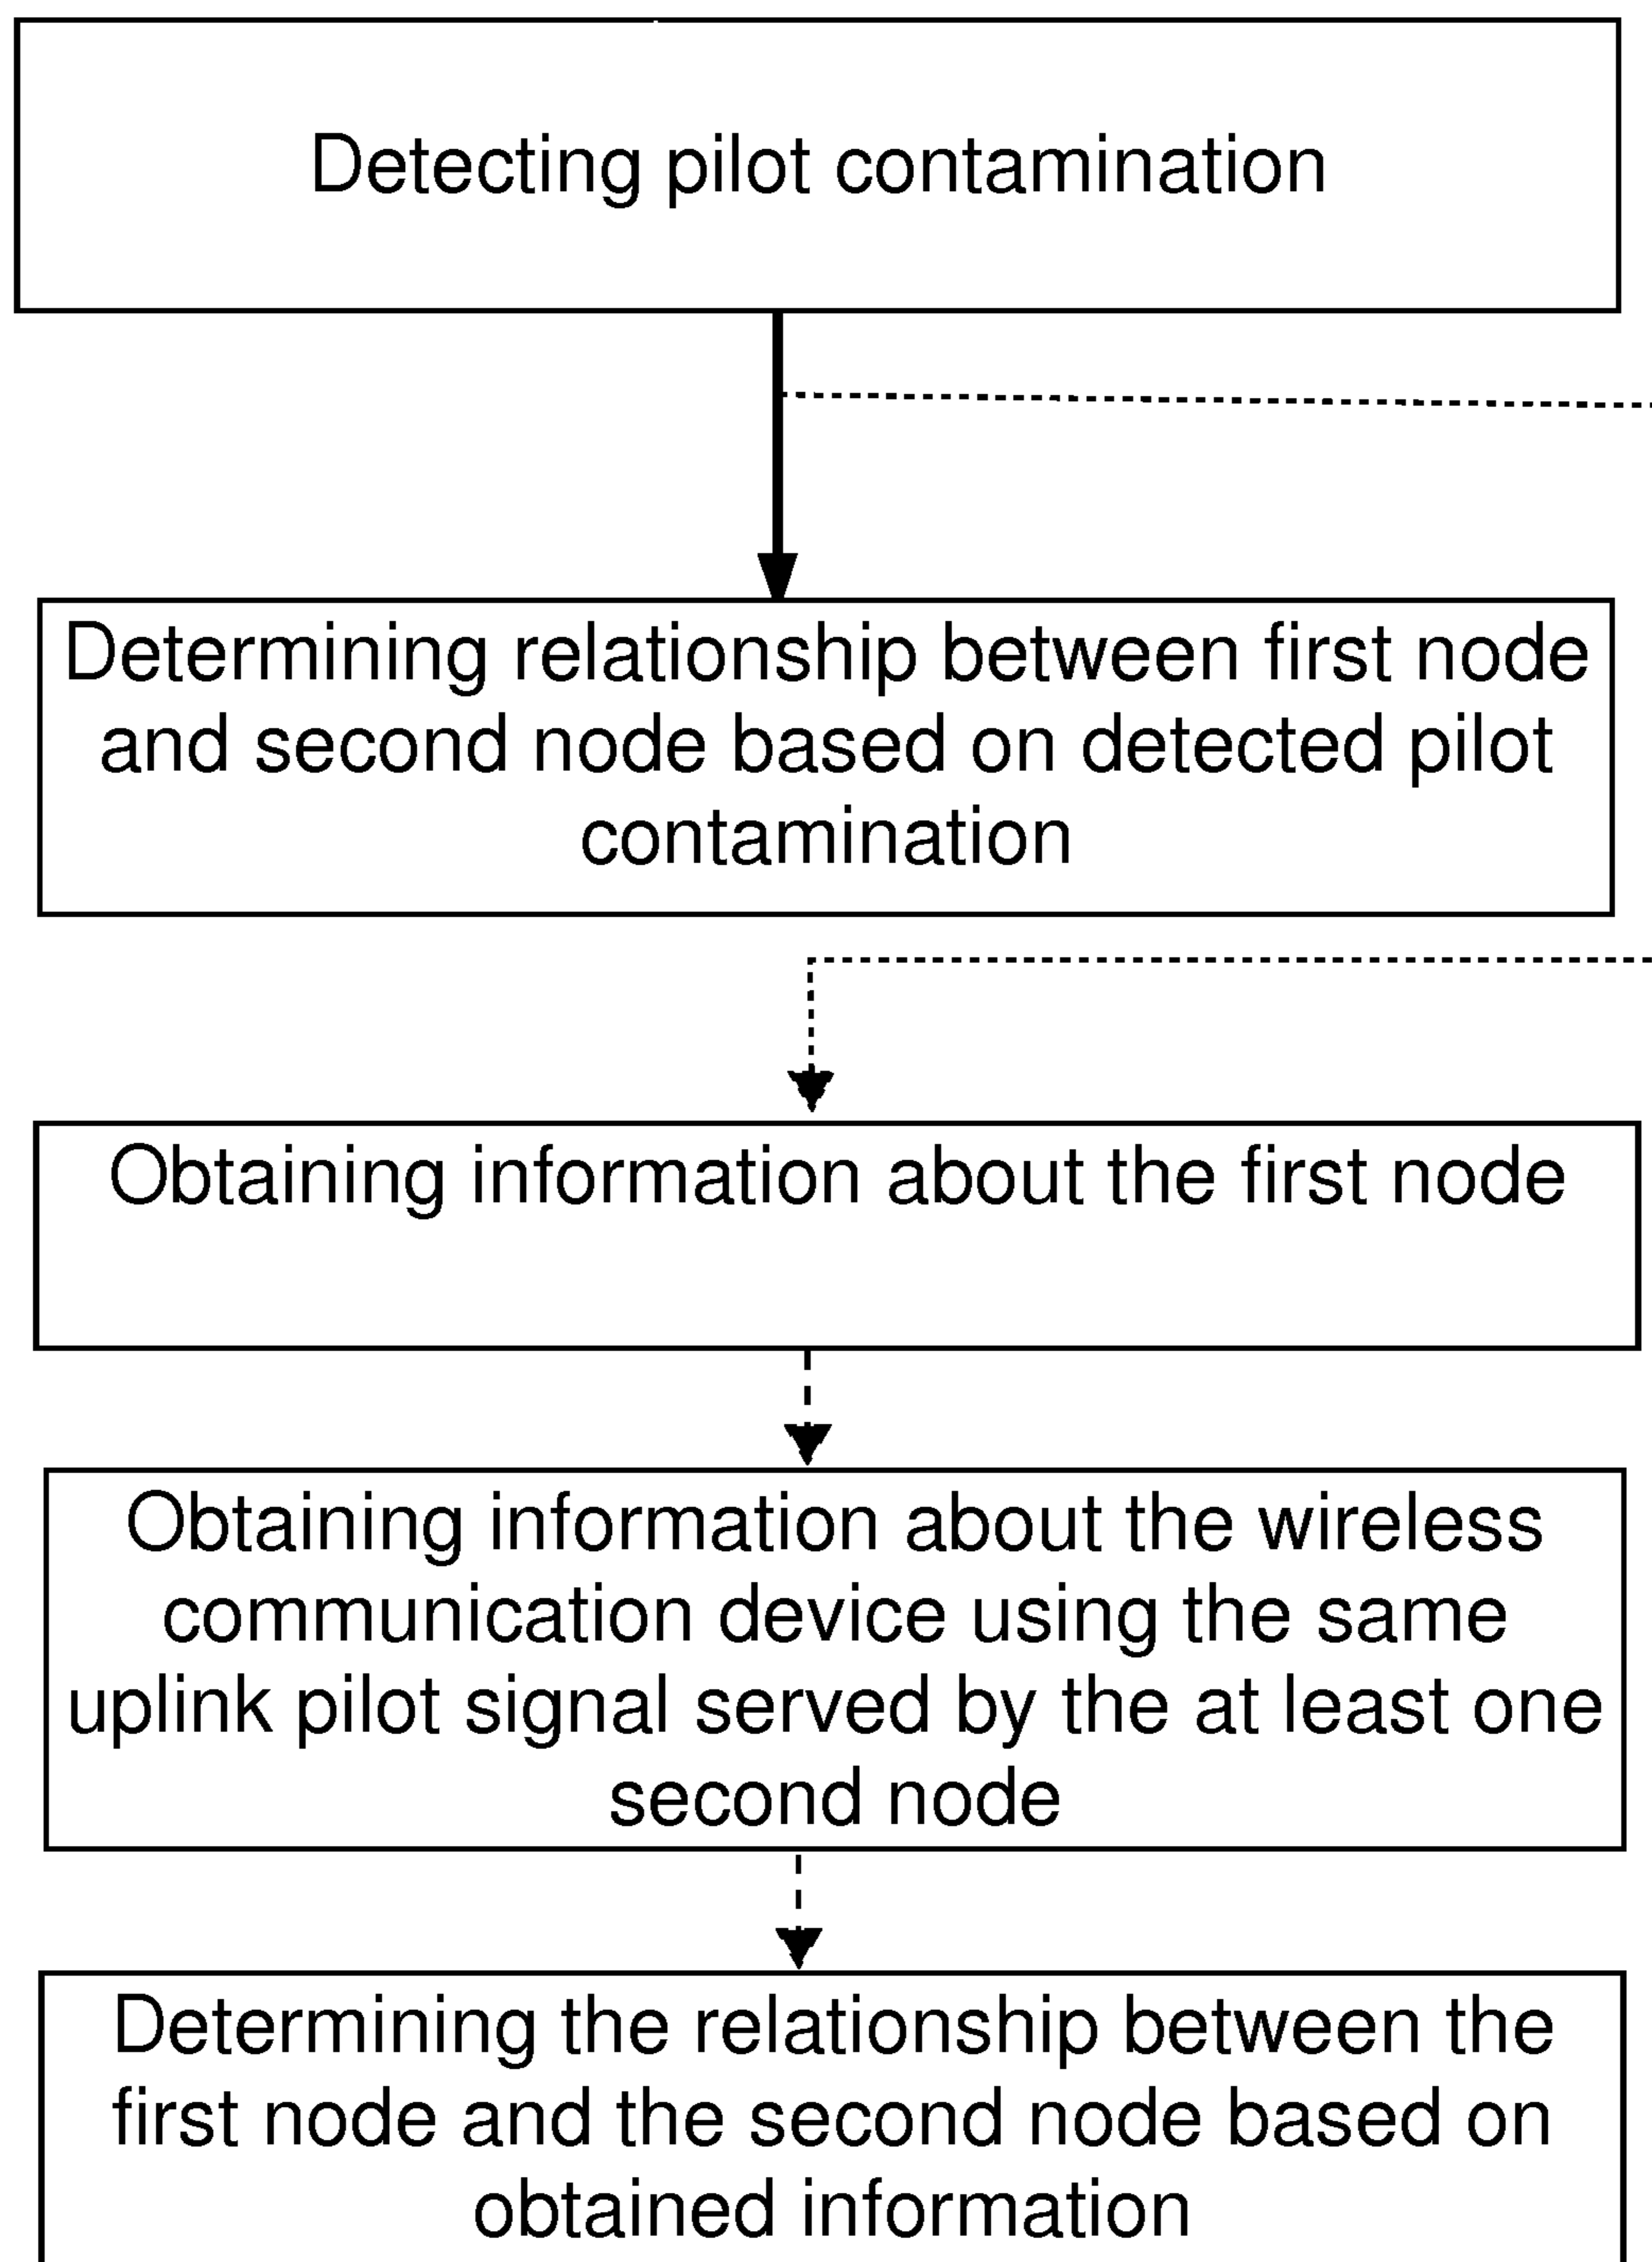 Detecting pilot contamination
Determining relationship between first node
and second node based on detected pilot
contamination
Obtaining information about the first node
Obtaining information about the wireless
communication device using the same
uplink pilot signal served by the at least one
second node
Determining the relationship between the
first node and the second node based on
obtained information